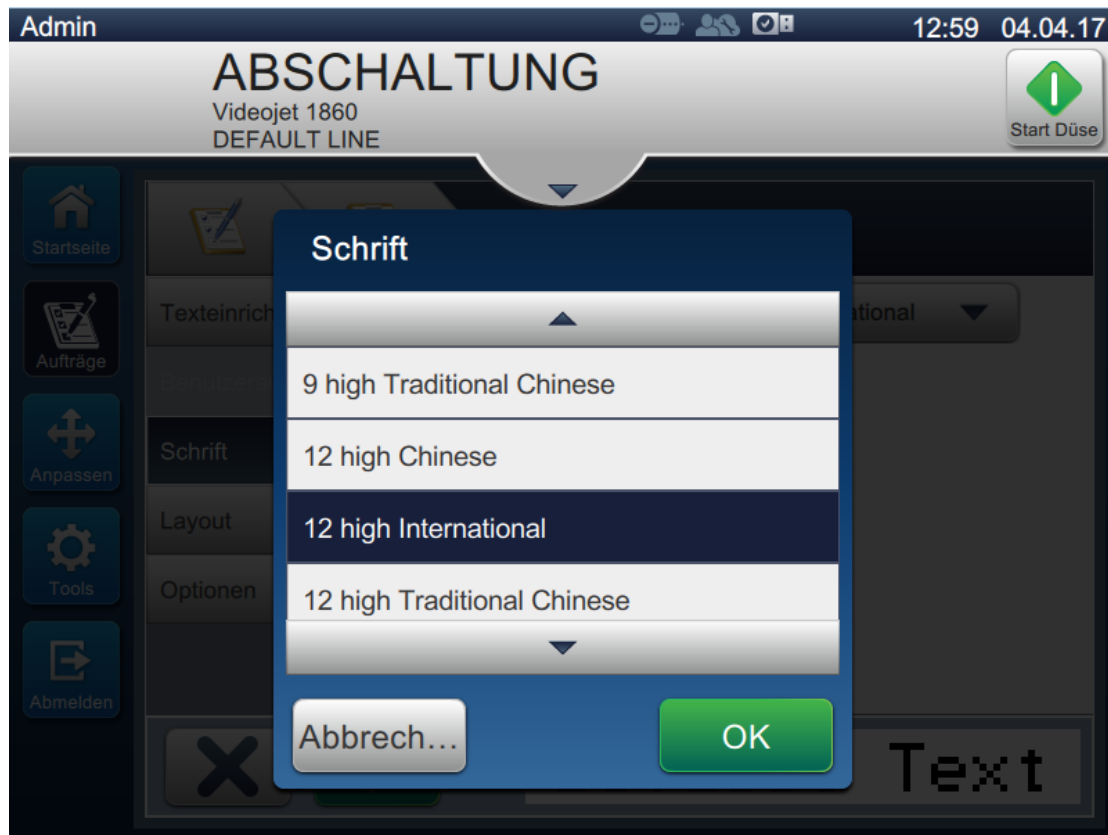 Admin 12:59 04.04.17
ABSCHALTUNG
Videojet 1860
DEFAULT LINE
Start Düse
Startseite
Aufträge
Anpassen
Tools
Abmelden
Texteinrich
ational
Schrift
Layout
Optionen
Schrift
9 high Traditional Chinese
12 high Chinese
12 high International
12 high Traditional Chinese
Abbrech...
OK
Text